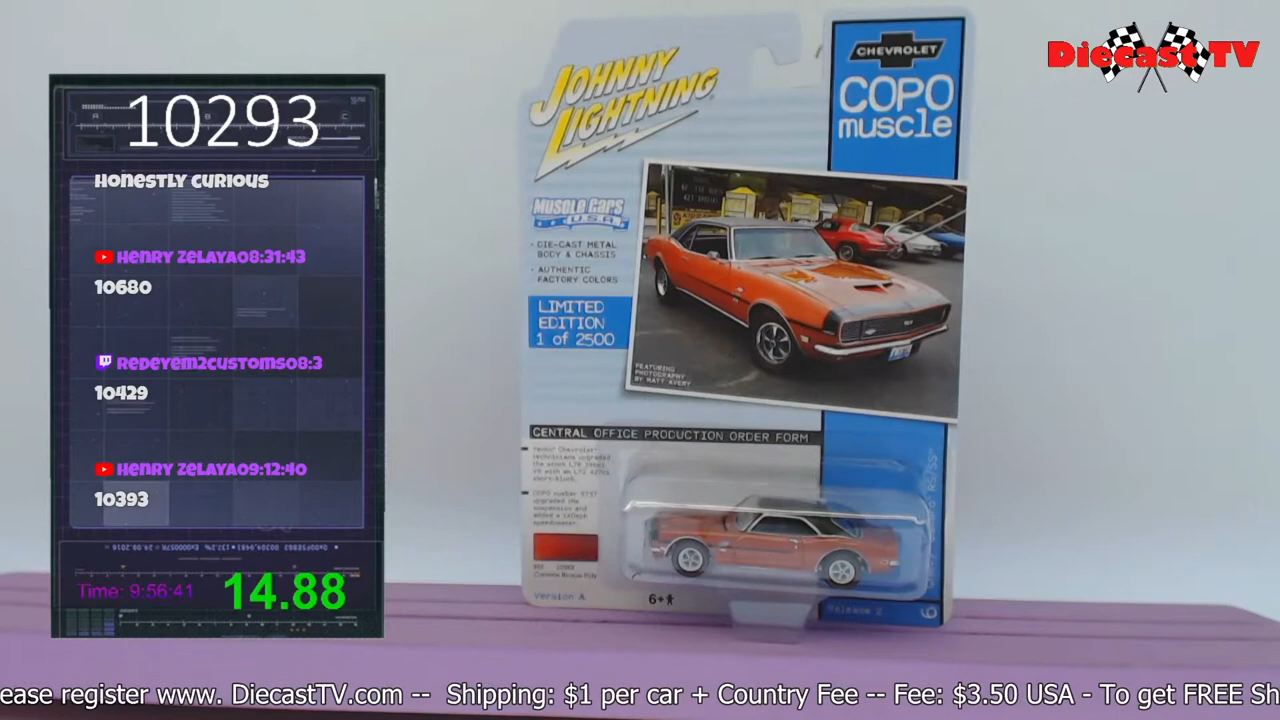 10293
Honestly Curious
Henry Zelaya08:31:43
10680
RedEyeM2Customs08:3
10429
Henry Zelaya09:12:40
10393
Time: 9:56:41
14.88
JOHNNY
LIGHTNING
CHEVROLET
COPO
muscle
Diecast TV
MUSCLE CARS
USA
· DIE-CAST METAL
BODY & CHASSIS
· AUTHENTIC
FACTORY COLORS
LIMITED
EDITION
1 of 2500
FEATURING
PHOTOGRAPHY
BY MATT AVERY
CENTRAL OFFICE PRODUCTION ORDER FORM
Version A
6+
Release 2
6
ease register www. DiecastTV.com -- Shipping: $1 per car + Country Fee -- Fee: $3.50 USA - To get FREE Sh